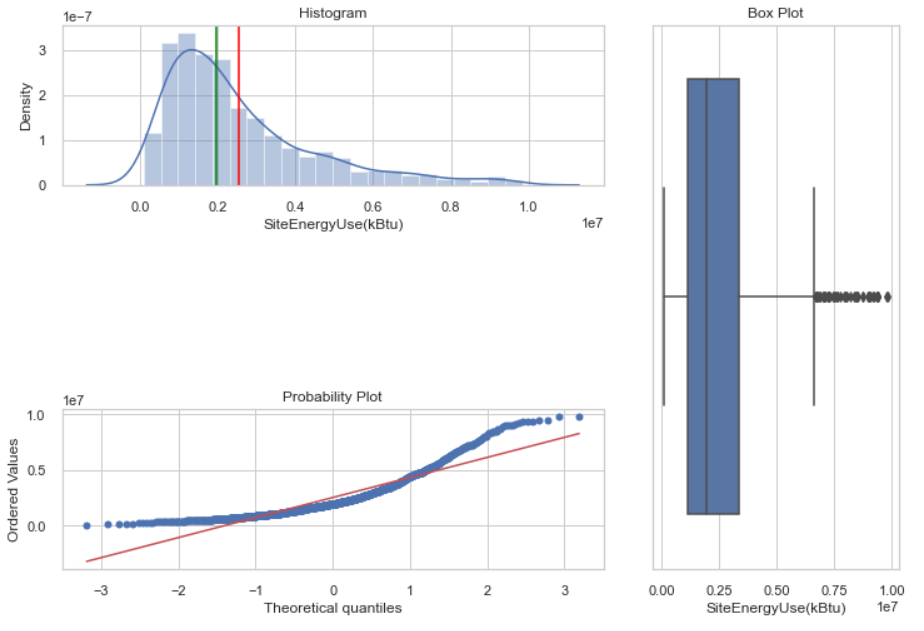 Histogram
1e−7
3
2
1
0
Density
0.0 0.2 0.4 0.6 0.8 1.0
SiteEnergyUse(kBtu)
1e7
Probability Plot
1e7
1.0
0.5
0.0
Ordered Values
−3 −2 −1 0 1 2 3
Theoretical quantiles
Box Plot
0.00 0.25 0.50 0.75 1.00
SiteEnergyUse(kBtu)
1e7